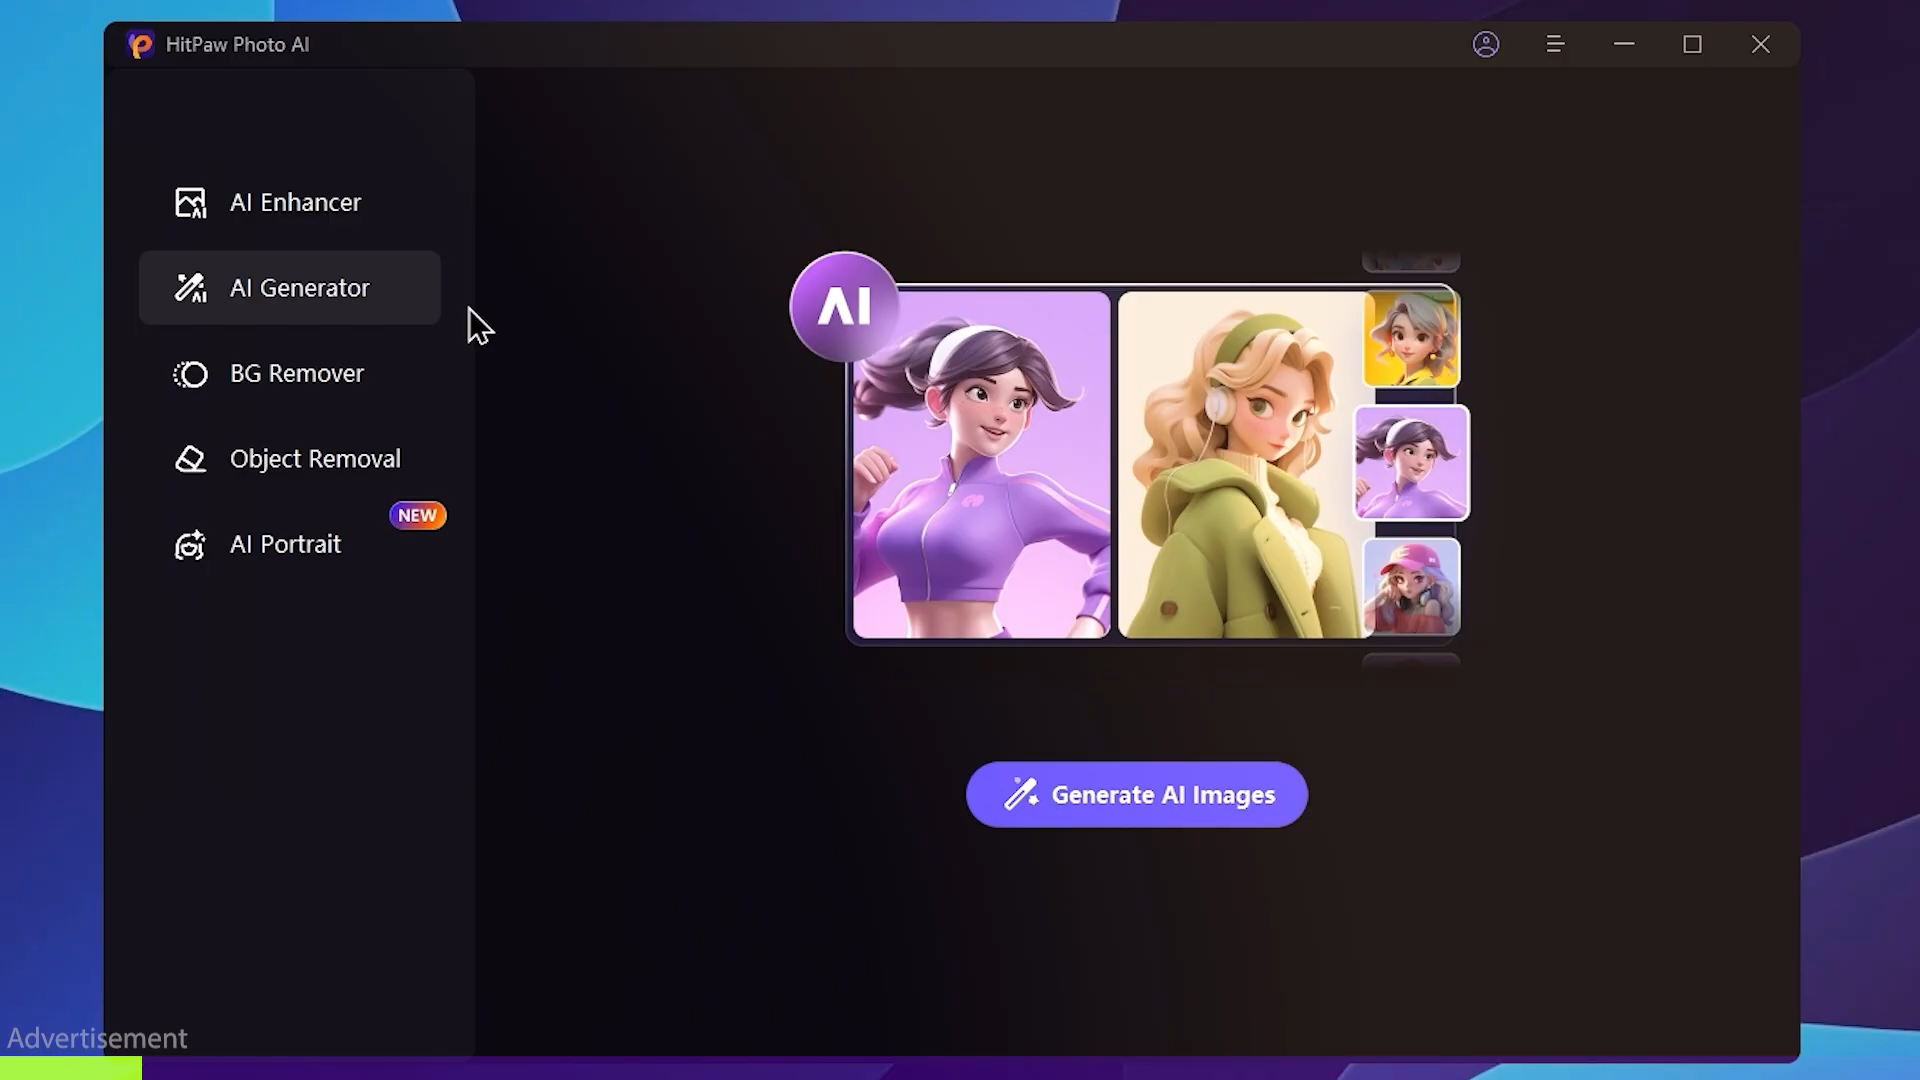 HitPaw Photo AI
AI Enhancer
AI Generator
BG Remover
Object Removal
NEW
AI Portrait
AI
Generate AI Images
Advertisement